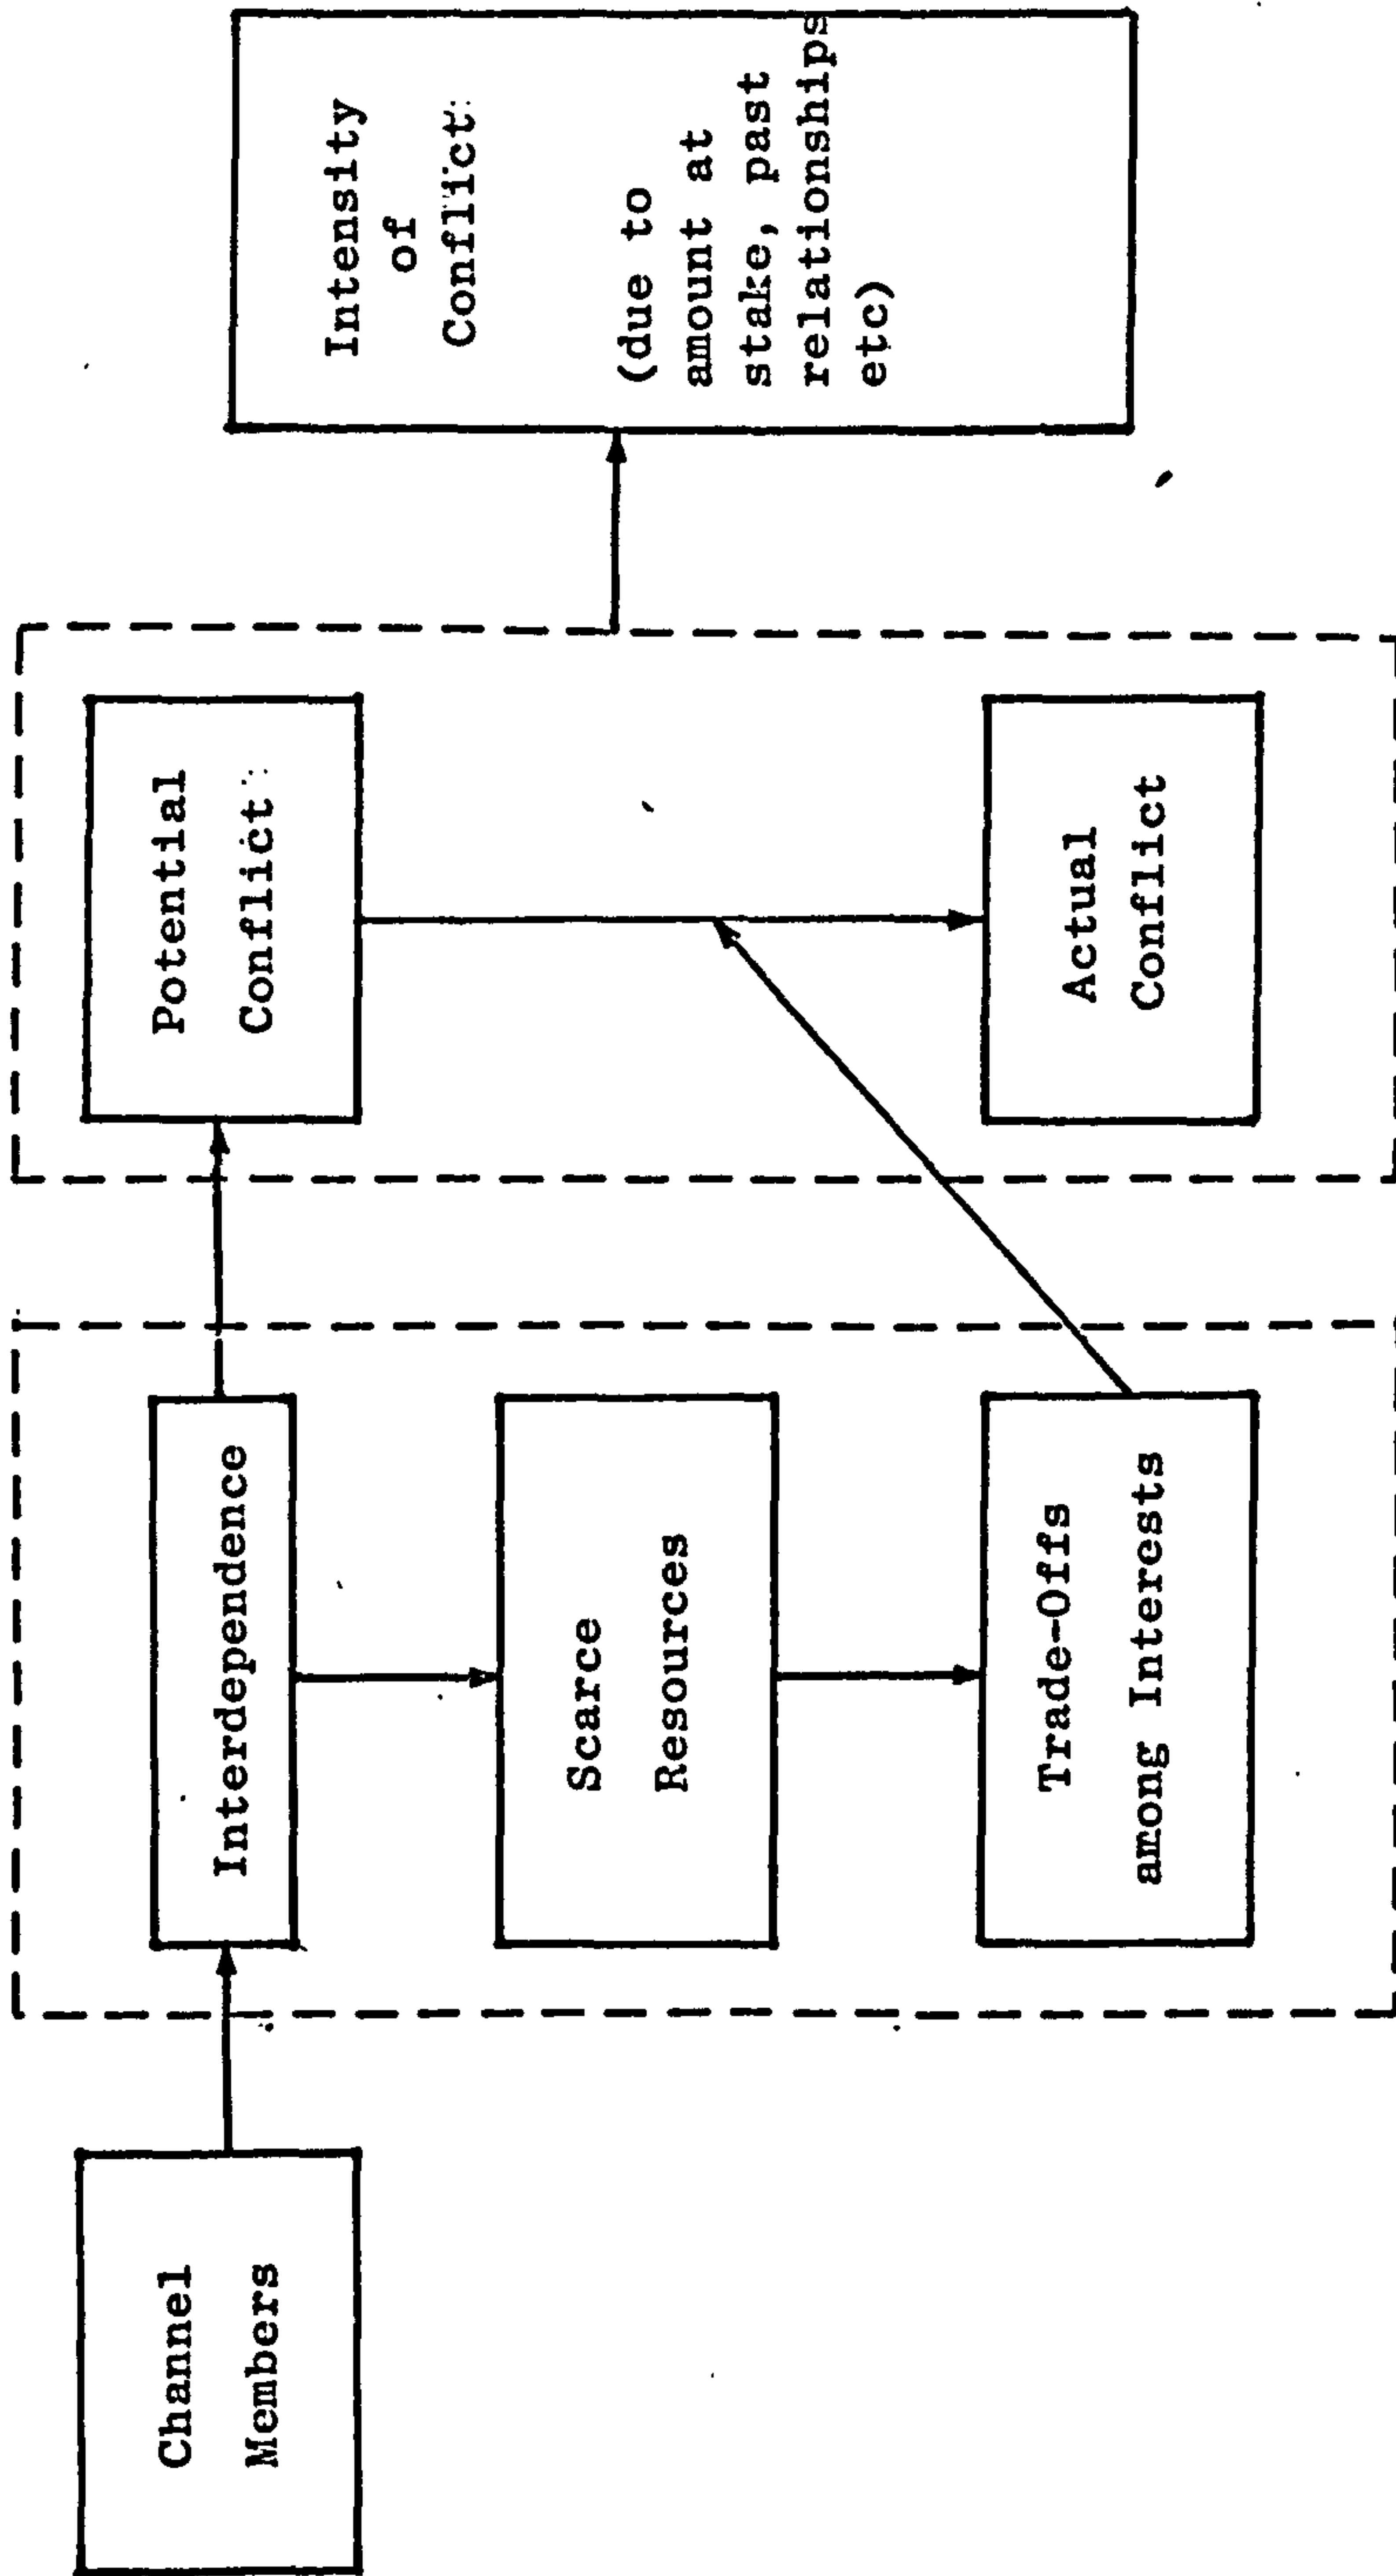 Channel
Members
Interdependence
Scarce
Resources
Trade-Offs
among Interests
Potential
Conflict
Actual
Conflict
Intensity
of
Conflict
(due to
amount at
stake, past
relationships
etc)